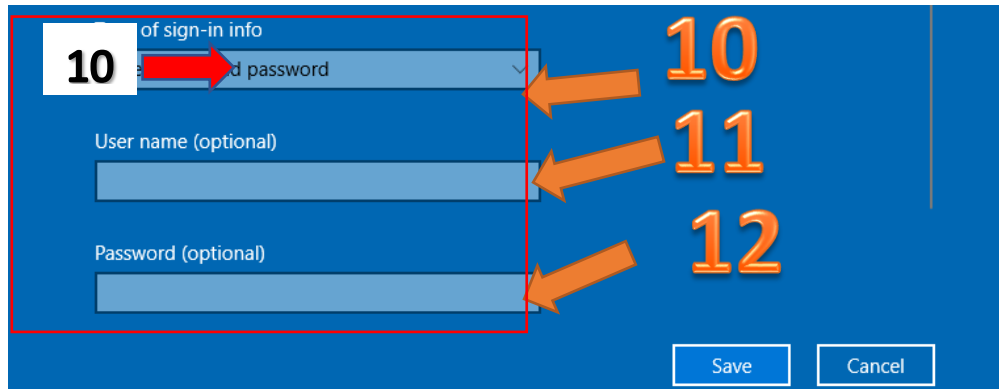 of sign-in info
10
10
d password
User name (optional)
11
12
Password (optional)
Save
Cancel